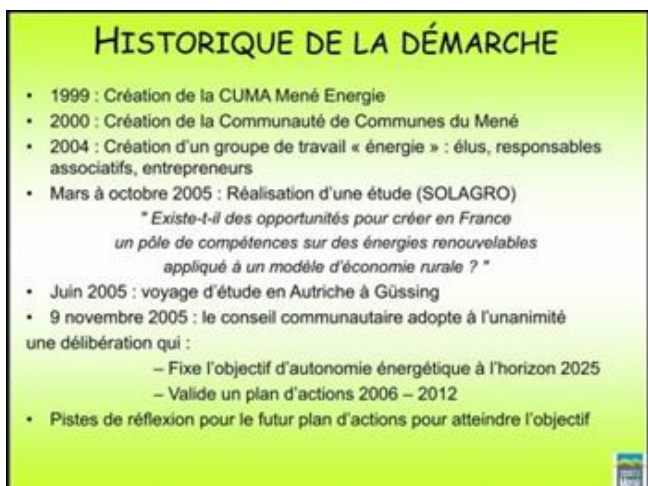 HISTORIQUE DE LA DÉMARCHE
• 1999 : Création de la CUMA Mené Energie
• 2000 : Création de la Communauté de Communes du Mené
• 2004 : Création d'un groupe de travail « énergie » : élus, responsables
associatifs, entrepreneurs
• Mars à octobre 2005 : Réalisation d'une étude (SOLAGRO)
" Existe-t-il des opportunités pour créer en France
un pôle de compétences sur des énergies renouvelables
appliqué à un modèle d'économie rurale ? "
• Juin 2005 : voyage d'étude en Autriche à Güssing
• 9 novembre 2005 : le conseil communautaire adopte à l'unanimité
une délibération qui :
– Fixe l'objectif d'autonomie énergétique à l'horizon 2025
– Valide un plan d'actions 2006 – 2012
• Pistes de réflexion pour le futur plan d'actions pour atteindre l'objectif